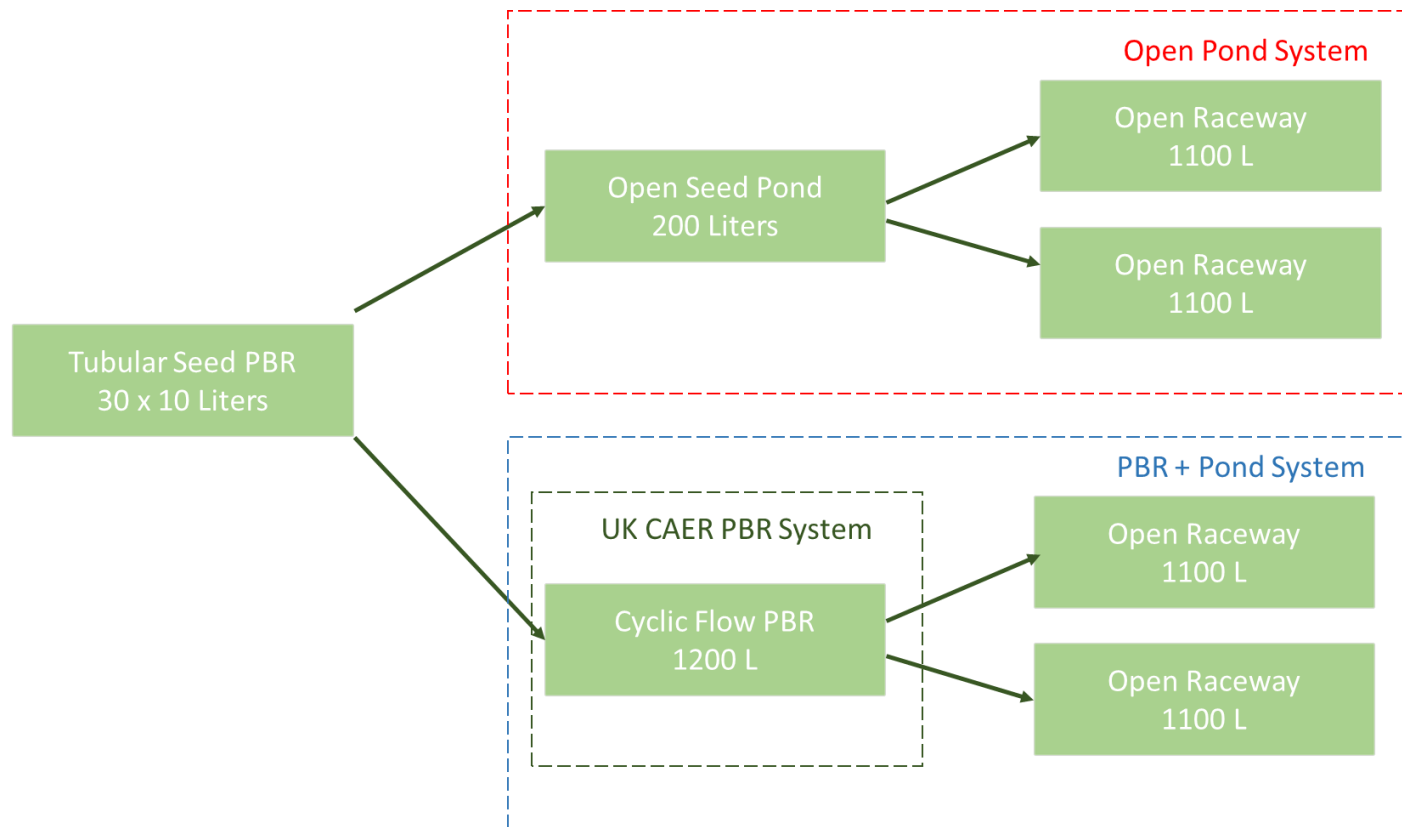 Open Pond System
Open Raceway
1100 L
Open Seed Pond
200 Liters
Open Raceway
1100 L
Tubular Seed PBR
30 x 10 Liters
PBR + Pond System
UK CAER PBR System
Open Raceway
1100 L
Cyclic Flow PBR
1200 L
Open Raceway
1100 L